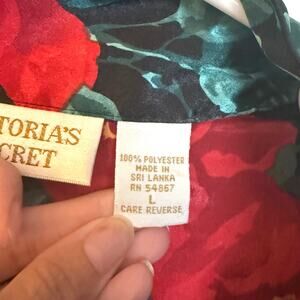 TORIA'S
CRET
100% POLYESTER
MADE IN
SRI LANKA
RN 54867
L
CARE REVERSE